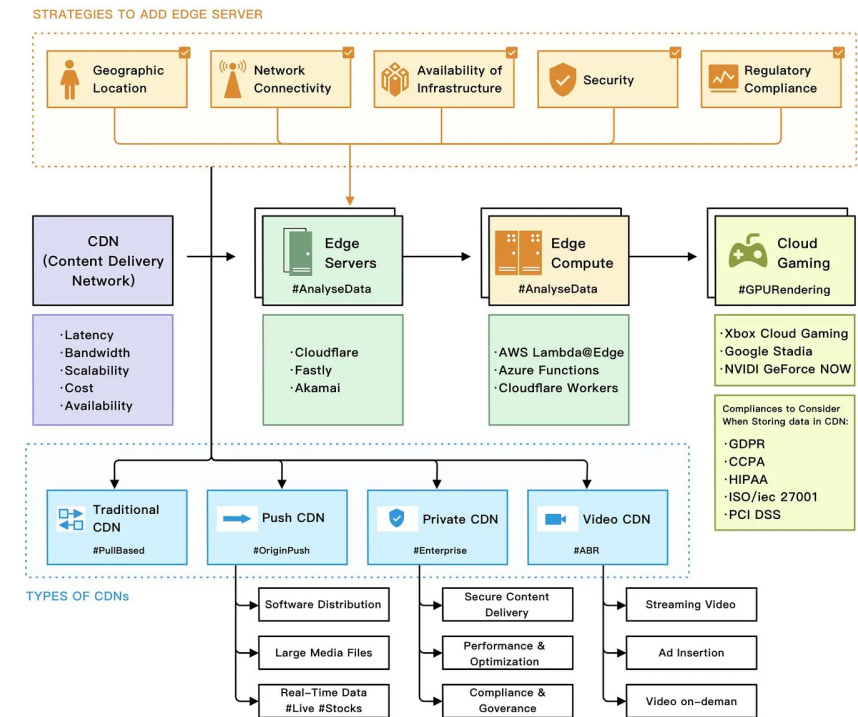 STRATEGIES TO ADD EDGE SERVER
Geographic
Location
Network
Connectivity
Availability of
Infrastructure
Security
Regulatory
Compliance
CDN
(Content Delivery
Network)
Edge
Servers
#AnalyseData
Edge
Compute
#AnalyseData
Cloud
Gaming
#GPURendering
·Latency
·Bandwidth
·Scalability
·Cost
·Availability
·Cloudflare
·Fastly
·Akamai
·AWS Lambda@Edge
·Azure Functions
·Cloudflare Workers
·Xbox Cloud Gaming
·Google Stadia
·NVIDI GeForce NOW
Compliances to Consider
When Storing data in CDN:
·GDPR
·CCPA
·HIPAA
·ISO/iec 27001
·PCI DSS
Traditional
CDN
#PullBased
Push CDN
#OriginPush
Private CDN
#Enterprise
Video CDN
#ABR
TYPES OF CDNs
Software Distribution
Large Media Files
Real-Time Data
#Live #Stocks
Secure Content
Delivery
Performance &
Optimization
Compliance &
Goverance
Streaming Video
Ad Insertion
Video on-deman